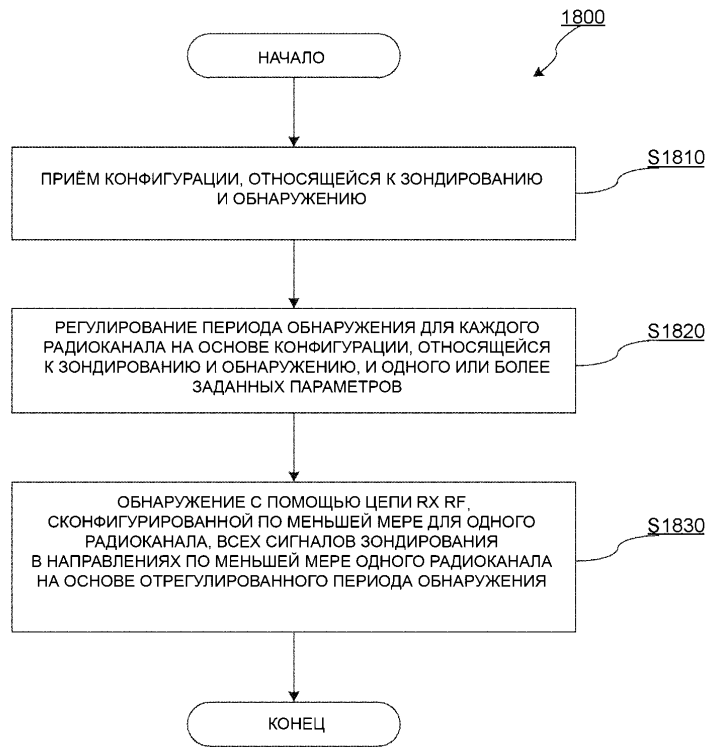 1800
НАЧАЛО
S1810
ПРИЁМ КОНФИГУРАЦИИ, ОТНОСЯЩЕЙСЯ К ЗОНДИРОВАНИЮ
И ОБНАРУЖЕНИЮ
S1820
РЕГУЛИРОВАНИЕ ПЕРИОДА ОБНАРУЖЕНИЯ ДЛЯ КАЖДОГО
РАДИОКАНАЛА НА ОСНОВЕ КОНФИГУРАЦИИ, ОТНОСЯЩЕЙСЯ
К ЗОНДИРОВАНИЮ И ОБНАРУЖЕНИЮ, И ОДНОГО ИЛИ БОЛЕЕ
ЗАДАННЫХ ПАРАМЕТРОВ
S1830
ОБНАРУЖЕНИЕ С ПОМОЩЬЮ ЦЕПИ RX RF,
СКОНФИГУРИРОВАННОЙ ПО МЕНЬШЕЙ МЕРЕ ДЛЯ ОДНОГО
РАДИОКАНАЛА, ВСЕХ СИГНАЛОВ ЗОНДИРОВАНИЯ
В НАПРАВЛЕНИЯХ ПО МЕНЬШЕЙ МЕРЕ ОДНОГО РАДИОКАНАЛА
НА ОСНОВЕ ОТРЕГУЛИРОВАННОГО ПЕРИОДА ОБНАРУЖЕНИЯ
КОНЕЦ